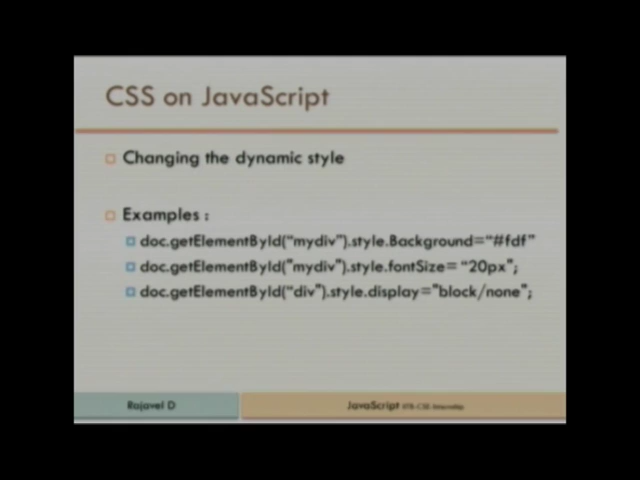 CSS on JavaScript
Changing the dynamic style
Examples :
doc.getElementById(“mydiv”).style.Background=“#fdf”
doc.getElementById("mydiv").style.fontSize= “20px”;
doc.getElementById(“div”).style.display="block/none";
Rajavel D
JavaScript